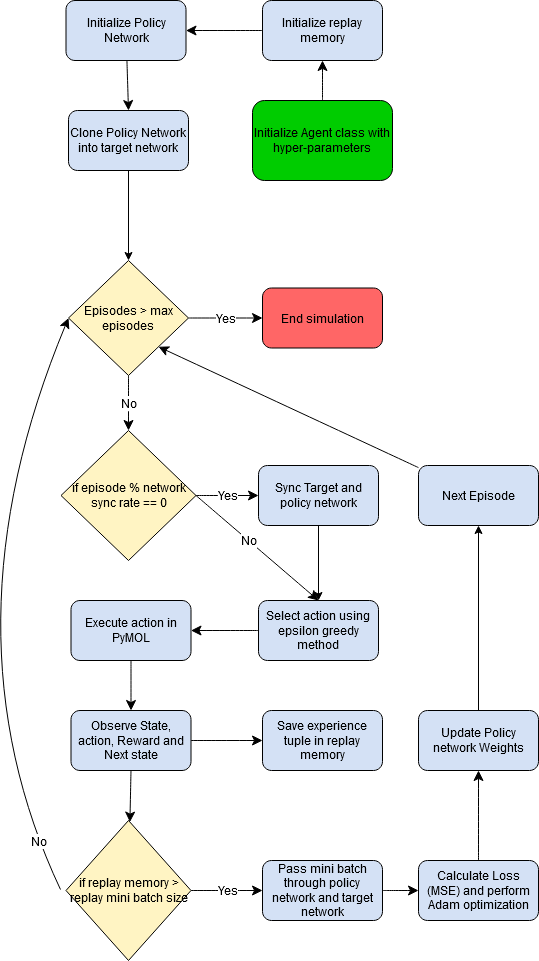 Initialize Policy
Network
Initialize replay
memory
Clone Policy Network
into target network
Initialize Agent class with
hyper-parameters
Episodes > max
episodes
Yes
End simulation
No
if episode % network
sync rate == 0
Yes
Sync Target and
policy network
Next Episode
No
Execute action in
PyMOL
Select action using
epsilon greedy
method
Observe State,
action, Reward and
Next state
Save experience
tuple in replay
memory
Update Policy
network Weights
No
if replay memory >
replay mini batch size
Yes
Pass mini batch
through policy
network and target
network
Calculate Loss
(MSE) and perform
Adam optimization